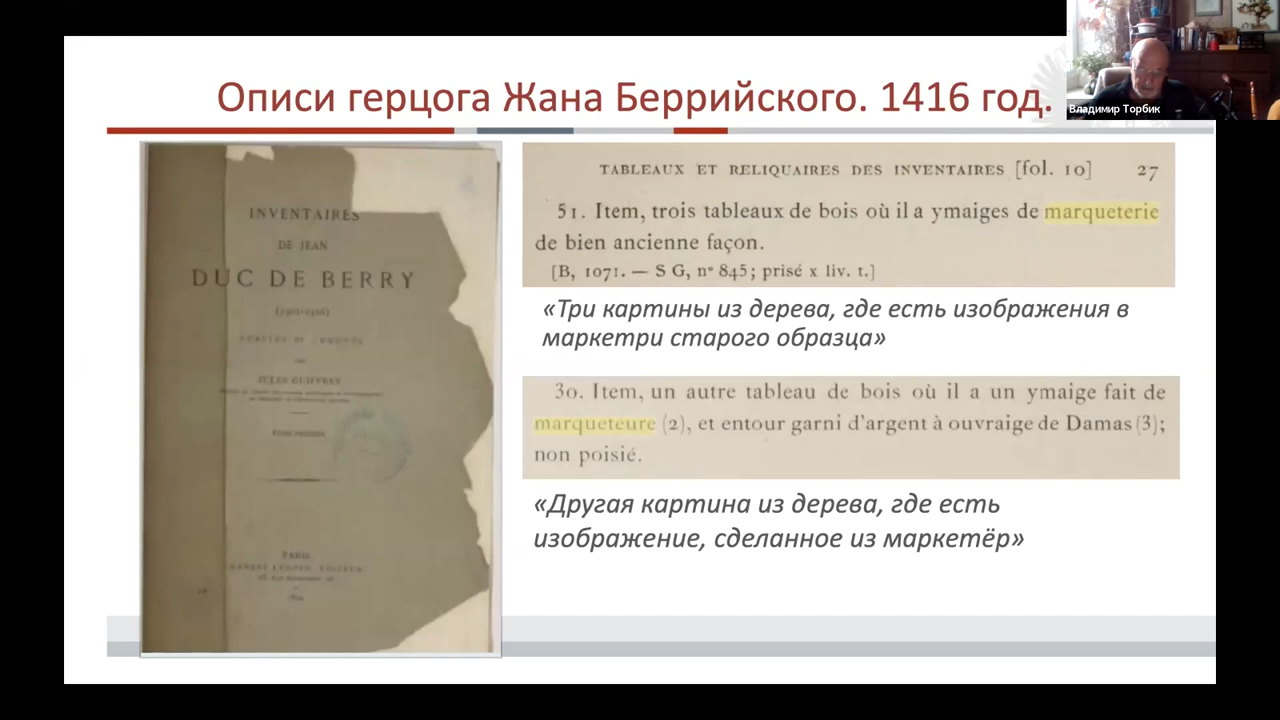 Описи герцога Жана Беррийского. 1416 год.
Владимир Торбик
INVENTAIRES
DE JEAN
DUC DE BERRY
JULES GUIFFREY
PARIS
TABLEAUX ET RELIQUAIRES DES INVENTAIRES [fol. 10] 27
51. Item, trois tableaux de bois où il a ymaiges de marqueterie
de bien ancienne façon.
[B, 1071. — S G, n° 845; prisé x liv. t.]
«Три картины из дерева, где есть изображения в
маркетри старого образца»
30. Item, un autre tableau de bois où il a un ymaige fait de
marqueteure (2), et entour garni d'argent à ouvraige de Damas (3);
non poisié.
«Другая картина из дерева, где есть
изображение, сделанное из маркетёр»